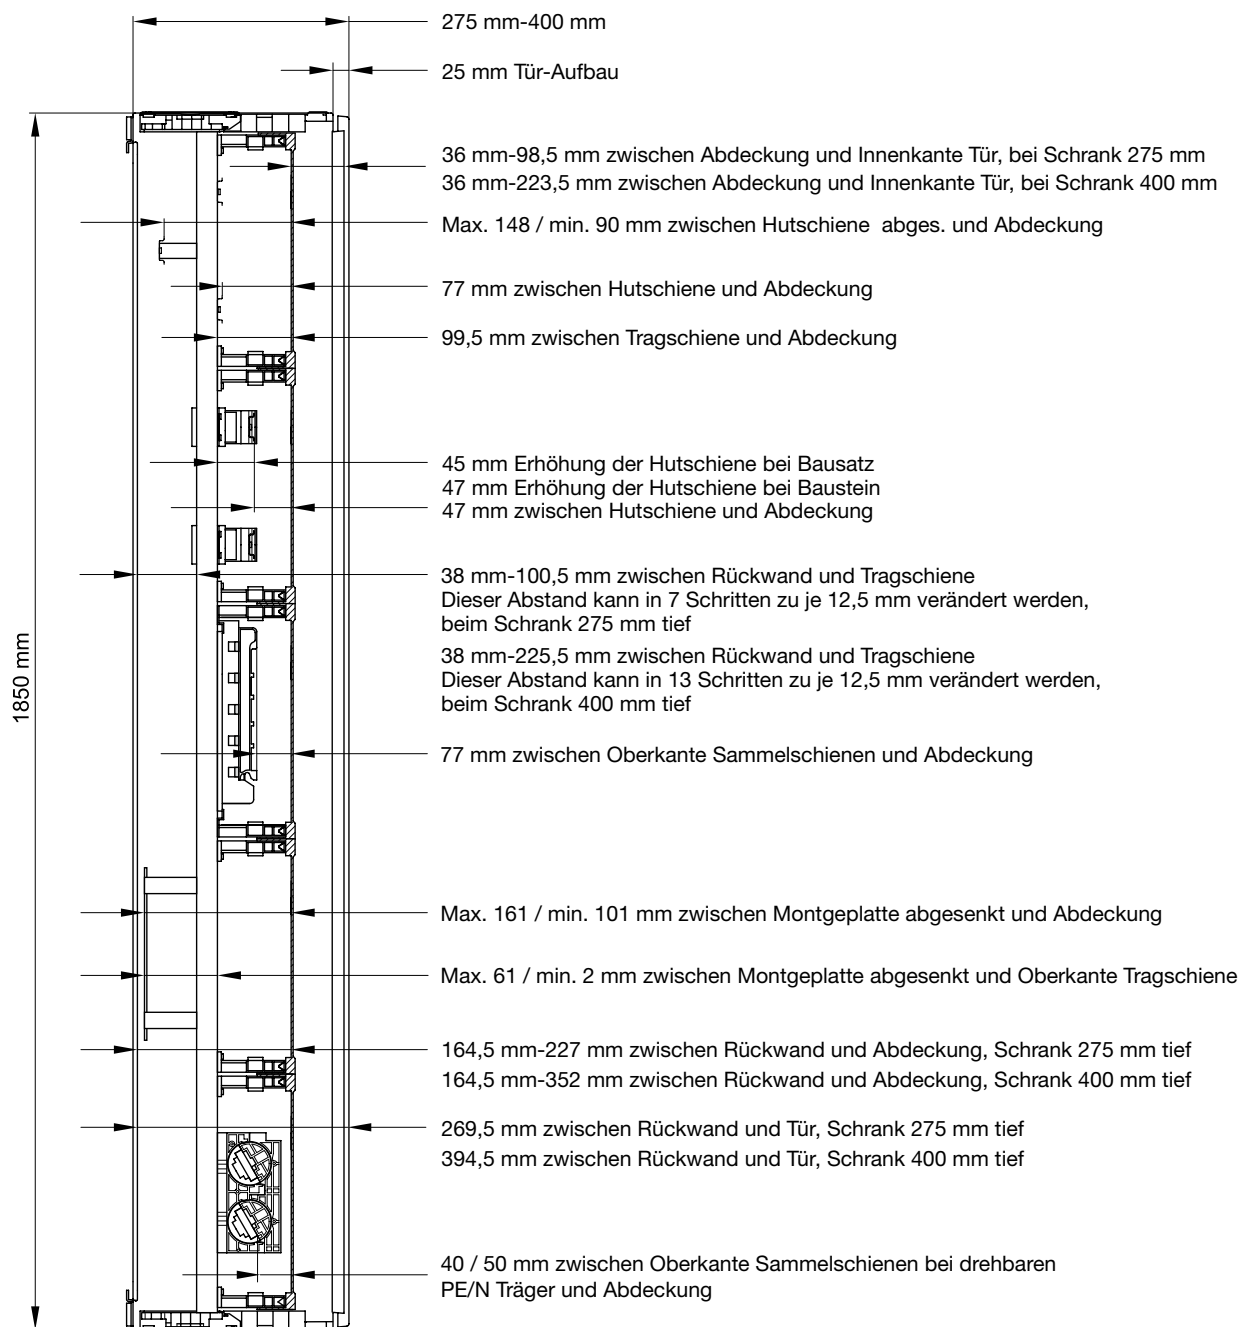 275 mm-400 mm
25 mm Tür-Aufbau
36 mm-98,5 mm zwischen Abdeckung und Innenkante Tür, bei Schrank 275 mm
36 mm-223,5 mm zwischen Abdeckung und Innenkante Tür, bei Schrank 400 mm
Max. 148 / min. 90 mm zwischen Hutschiene abges. und Abdeckung
77 mm zwischen Hutschiene und Abdeckung
99,5 mm zwischen Tragschiene und Abdeckung
45 mm Erhöhung der Hutschiene bei Bausatz
47 mm Erhöhung der Hutschiene bei Baustein
47 mm zwischen Hutschiene und Abdeckung
38 mm-100,5 mm zwischen Rückwand und Tragschiene
Dieser Abstand kann in 7 Schritten zu je 12,5 mm verändert werden,
beim Schrank 275 mm tief
38 mm-225,5 mm zwischen Rückwand und Tragschiene
Dieser Abstand kann in 13 Schritten zu je 12,5 mm verändert werden,
beim Schrank 400 mm tief
1850 mm
77 mm zwischen Oberkante Sammelschienen und Abdeckung
Max. 161 / min. 101 mm zwischen Montgeplatte abgesenkt und Abdeckung
Max. 61 / min. 2 mm zwischen Montgeplatte abgesenkt und Oberkante Tragschiene
164,5 mm-227 mm zwischen Rückwand und Abdeckung, Schrank 275 mm tief
164,5 mm-352 mm zwischen Rückwand und Abdeckung, Schrank 400 mm tief
269,5 mm zwischen Rückwand und Tür, Schrank 275 mm tief
394,5 mm zwischen Rückwand und Tür, Schrank 400 mm tief
40 / 50 mm zwischen Oberkante Sammelschienen bei drehbaren
PE/N Träger und Abdeckung